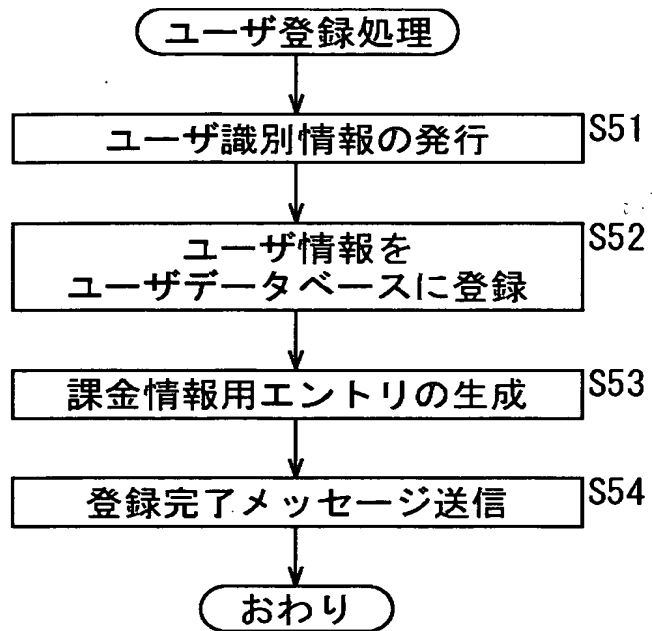 ユーザ登録処理
ユーザ識別情報の発行
S51
ユーザ情報を
ユーザデータベースに登録
S52
課金情報用エントリの生成
S53
登録完了メッセージ送信
S54
おわり